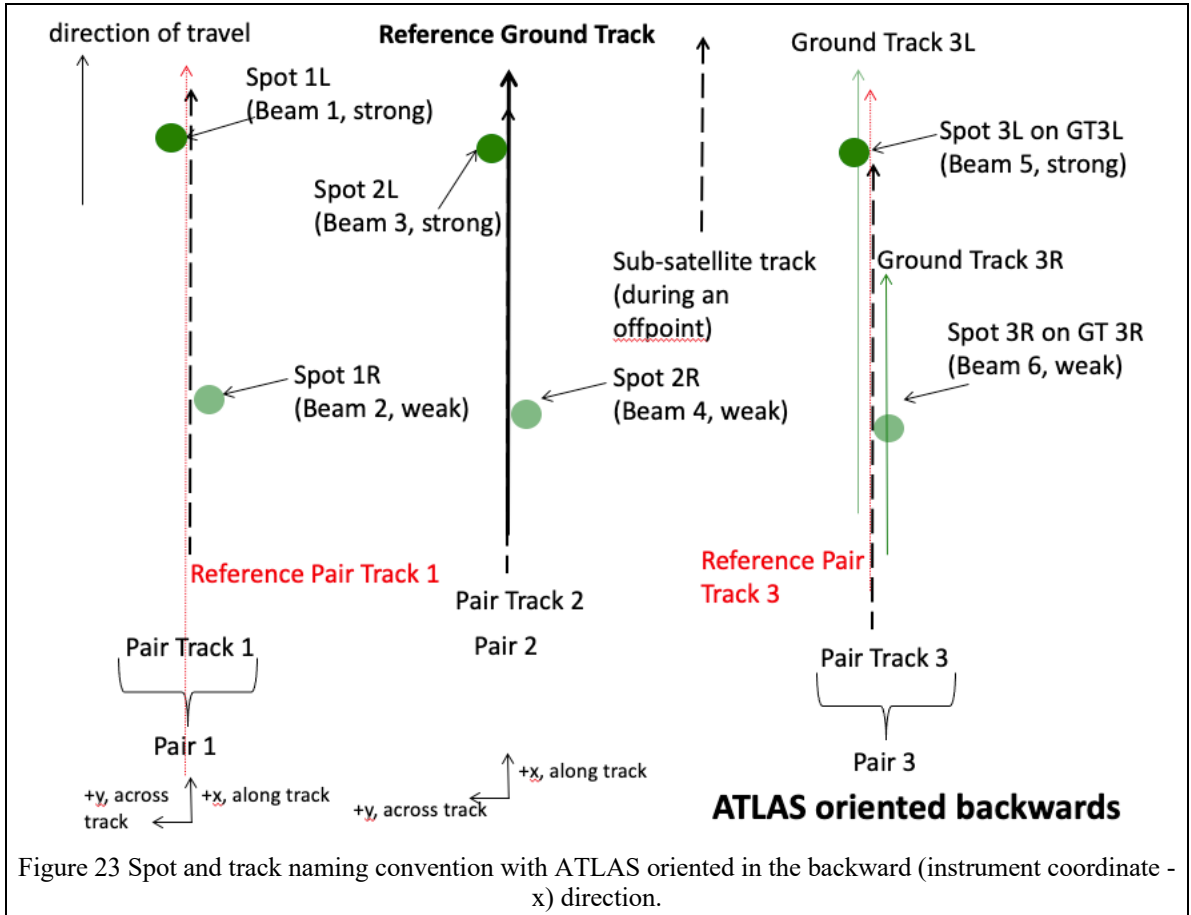 direction of travel
Reference Ground Track
Ground Track 3L
Spot 1L
(Beam 1, strong)
Spot 3L on GT3L
(Beam 5, strong)
Spot 2L
(Beam 3, strong)
Sub-satellite track
(during an
offpoint)
Ground Track 3R
Spot 3R on GT 3R
(Beam 6, weak)
Spot 1R
(Beam 2, weak)
Spot 2R
(Beam 4, weak)
Reference Pair Track 1
Reference Pair
Track 3
Pair Track 2
Pair 2
Pair Track 1
Pair Track 3
Pair 1
Pair 3
+y, across
track
+x, along track
+x, along track
+y, across track
ATLAS oriented backwards
Figure 23 Spot and track naming convention with ATLAS oriented in the backward (instrument coordinate -
x) direction.